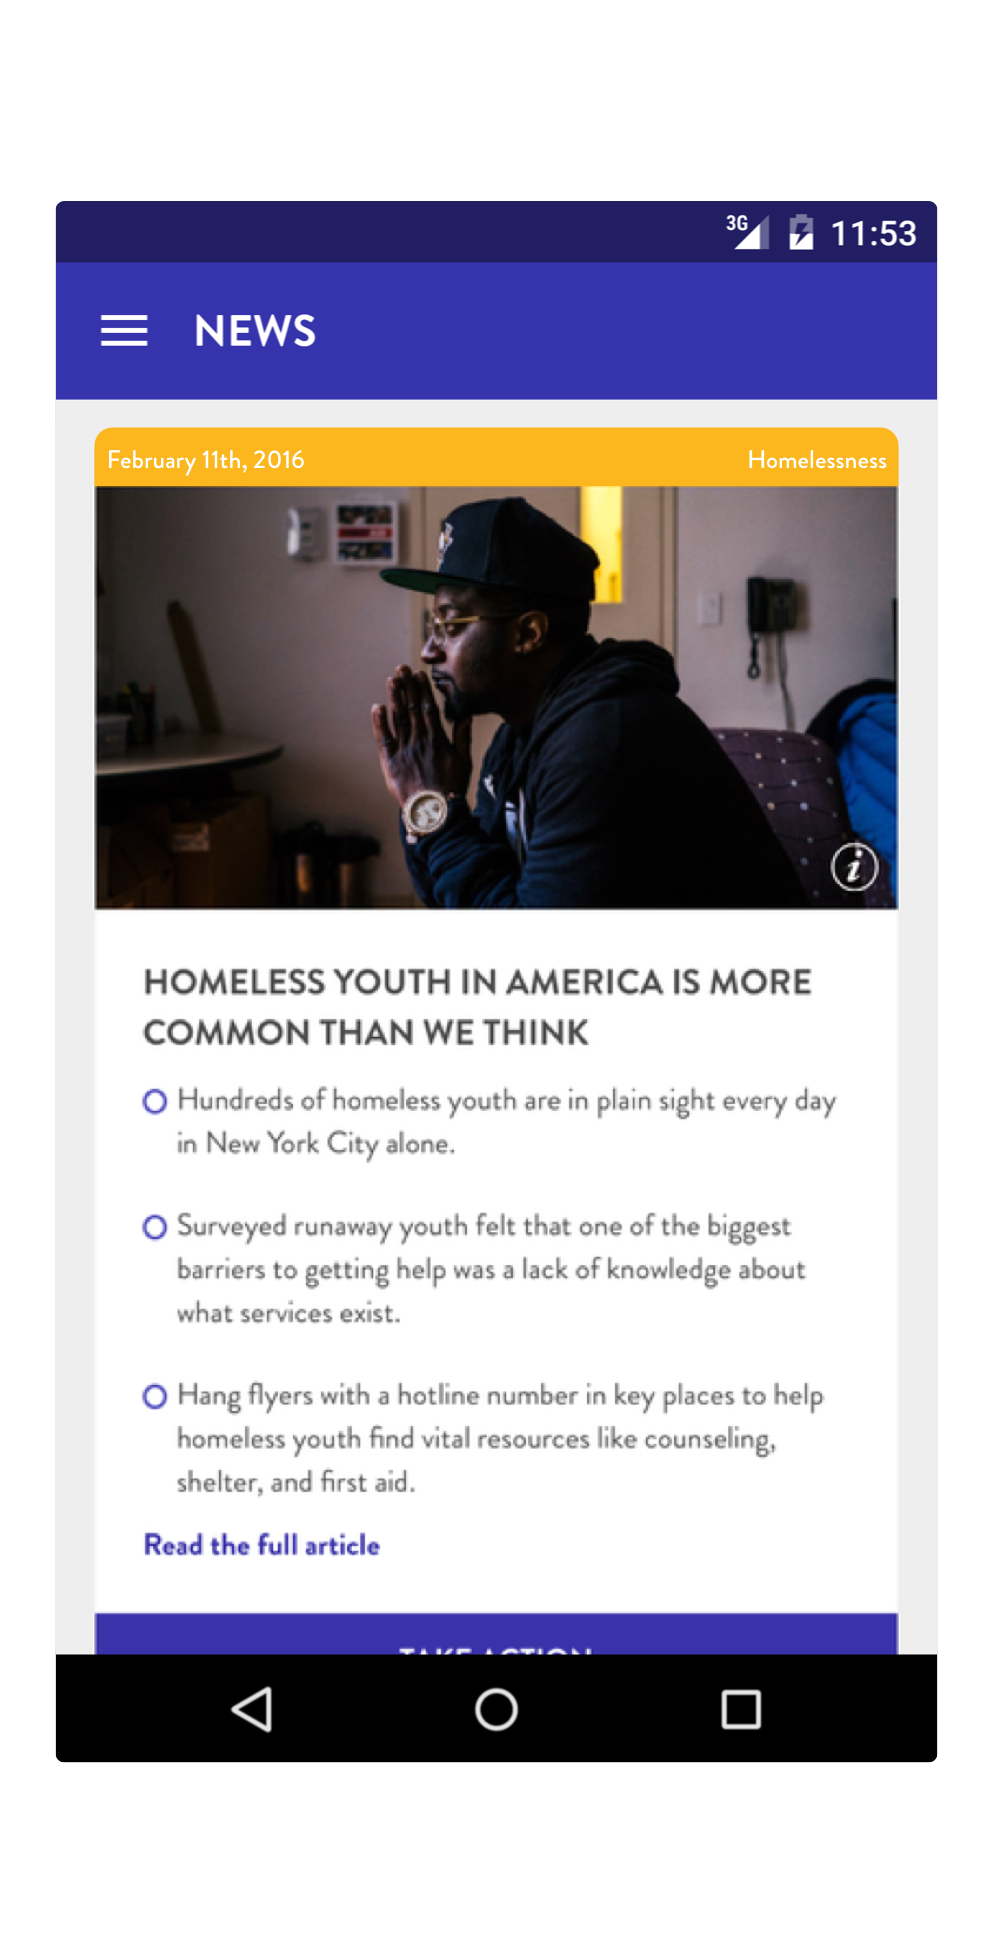 3G 11:53
NEWS
February 11th, 2016 Homelessness
i
HOMELESS YOUTH IN AMERICA IS MORE
COMMON THAN WE THINK
Hundreds of homeless youth are in plain sight every day
in New York City alone.
Surveyed runaway youth felt that one of the biggest
barriers to getting help was a lack of knowledge about
what services exist.
Hang flyers with a hotline number in key places to help
homeless youth find vital resources like counseling,
shelter, and first aid.
Read the full article
TAKE ACTION